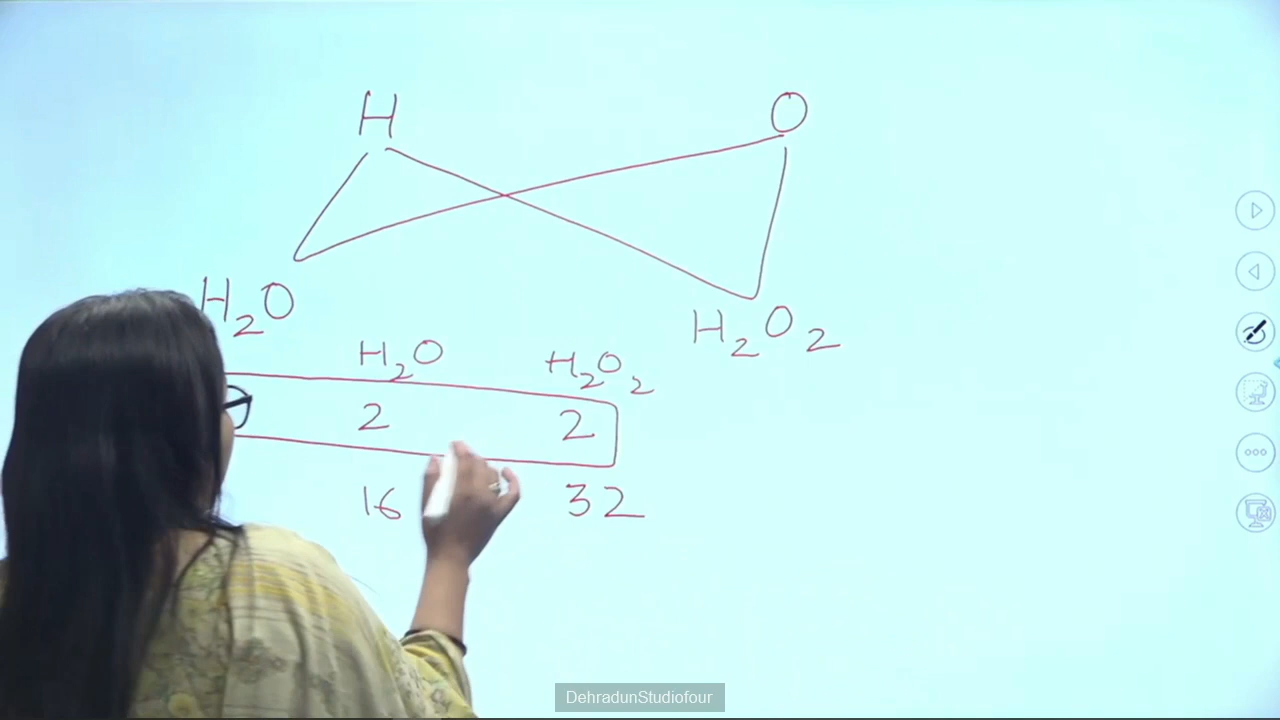 H O
H₂O H₂O₂
H₂O H₂O₂
2 2
16 32
DehradunStudiofour